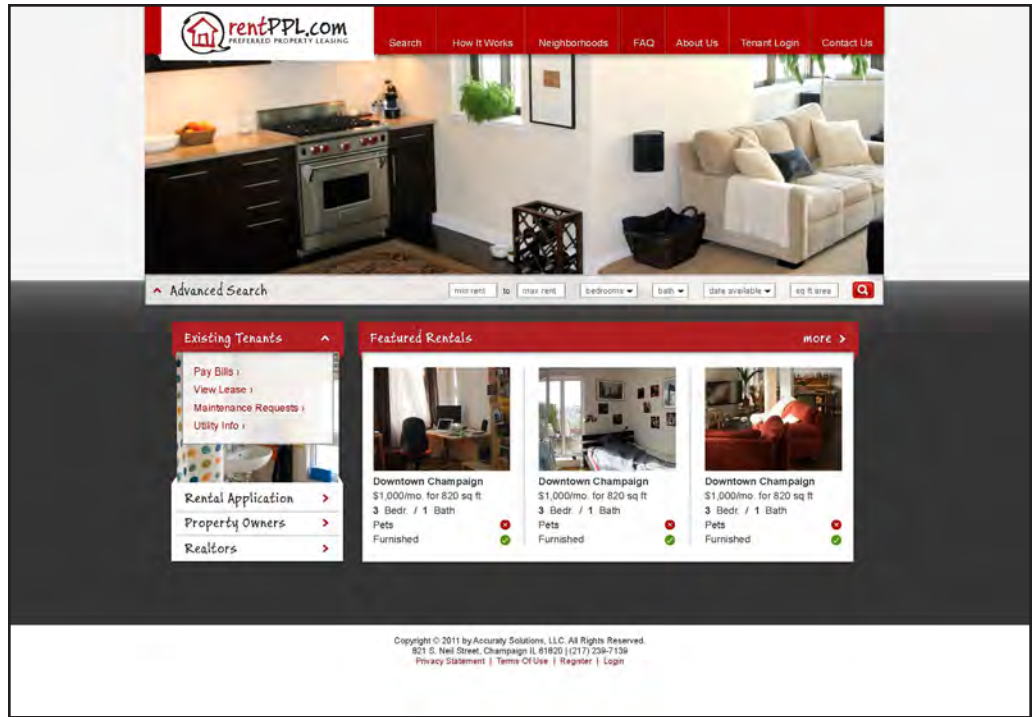 rentPPL.com
PREFERRED PROPERTY LEASING
Search How It Works Neighborhoods FAQ About Us Tenant Login Contact Us
Advanced Search min rent to max rent bedrooms bath date available sq ft area
Existing Tenants
Pay Bills ›
View Lease ›
Maintenance Requests ›
Utility Info ›
Rental Application >
Property Owners >
Realtors >
Featured Rentals more >
Downtown Champaign
$1,000/mo. for 820 sq ft
3 Bedr. / 1 Bath
Pets
Furnished
Downtown Champaign
$1,000/mo. for 820 sq ft
3 Bedr. / 1 Bath
Pets
Furnished
Downtown Champaign
$1,000/mo. for 820 sq ft
3 Bedr. / 1 Bath
Pets
Furnished
Copyright © 2011 by Accuraty Solutions, LLC. All Rights Reserved.
821 S. Neil Street, Champaign IL 61820 | (217) 239-7139
Privacy Statement | Terms Of Use | Register | Login